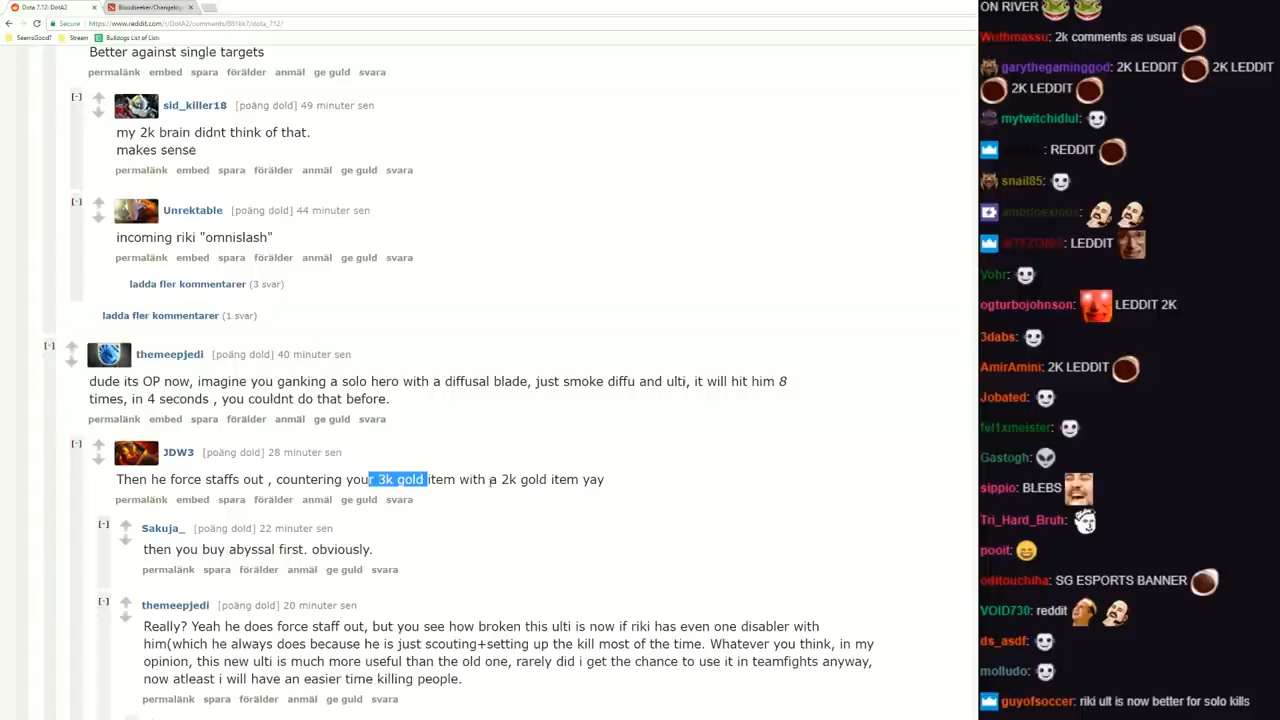 Dota 7.12: DotA2
Bloodseeker/Changelogs
Secure
https://www.reddit.com/r/DotA2/comments/881kk7/dota_712/
SeemsGood?
Stream
Bulldogs List of Lists
Better against single targets
permalänk embed spara förälder anmäl ge guld svara
[-]
sid_killer18 [poäng dold] 49 minuter sen
my 2k brain didnt think of that.
makes sense
permalänk embed spara förälder anmäl ge guld svara
[-]
Unrektable [poäng dold] 44 minuter sen
incoming riki "omnislash"
permalänk embed spara förälder anmäl ge guld svara
ladda fler kommentarer (3 svar)
ladda fler kommentarer (1 svar)
[-]
themeepjedi [poäng dold] 40 minuter sen
dude its OP now, imagine you ganking a solo hero with a diffusal blade, just smoke diffu and ulti, it will hit him 8
times, in 4 seconds , you couldnt do that before.
permalänk embed spara förälder anmäl ge guld svara
[-]
JDW3 [poäng dold] 28 minuter sen
Then he force staffs out , countering your 3k gold item with a 2k gold item yay
permalänk embed spara förälder anmäl ge guld svara
[-]
Sakuja_ [poäng dold] 22 minuter sen
then you buy abyssal first. obviously.
permalänk spara förälder anmäl ge guld svara
[-]
themeepjedi [poäng dold] 20 minuter sen
Really? Yeah he does force staff out, but you see how broken this ulti is now if riki has even one disabler with
him(which he always does because he is just scouting+setting up the kill most of the time. Whatever you think, in my
opinion, this new ulti is much more useful than the old one, rarely did i get the chance to use it in teamfights anyway,
now atleast i will have an easier time killing people.
permalänk spara förälder anmäl ge guld svara
ON RIVER
Wuffimassu: 2k comments as usual
garythegaminggod: 2K LEDDIT 2K LEDDIT
2K LEDDIT
mytwitchidlul:
: REDDIT
snail85:
: LEDDIT
Vohr:
ogturbojohnson: LEDDIT 2K
3dabs:
AmirAmini: 2K LEDDIT
Jobated:
fel1xmeister:
Gastogh:
sippio: BLEBS
Tri_Hard_Bruh:
pooit:
oditouchiha: SG ESPORTS BANNER
VOID730: reddit
ds_asdf:
molludo:
guyofsoccer: riki ult is now better for solo kills